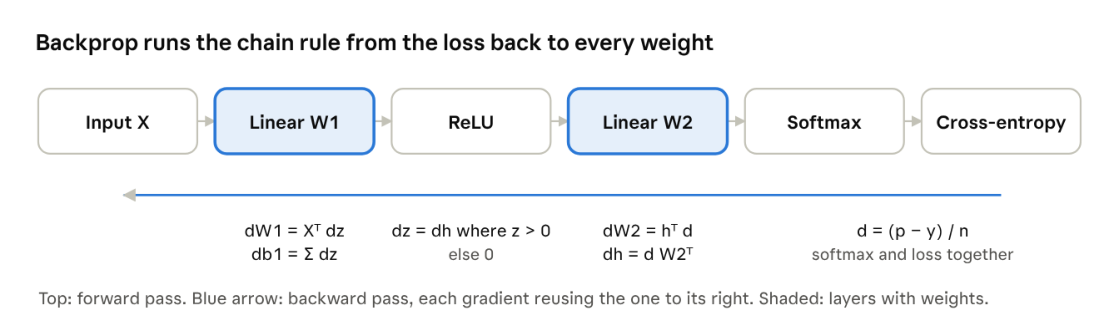 Backprop runs the chain rule from the loss back to every weight
Input X
Linear W1
ReLU
Linear W2
Softmax
Cross-entropy
dW1 = Xᵀ dz
db1 = Σ dz
dz = dh where z > 0
else 0
dW2 = hᵀ d
dh = d W2ᵀ
d = (p − y) / n
softmax and loss together
Top: forward pass. Blue arrow: backward pass, each gradient reusing the one to its right. Shaded: layers with weights.